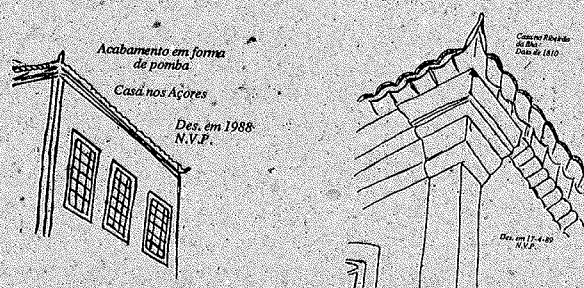 Acabamento em forma
de pomba
Casa nos Açores
Des. em 1988
N.V.P.
Casa no Ribeirão
da Ilha
Data de 1810
Des. em 17-4-89
N.V.P.